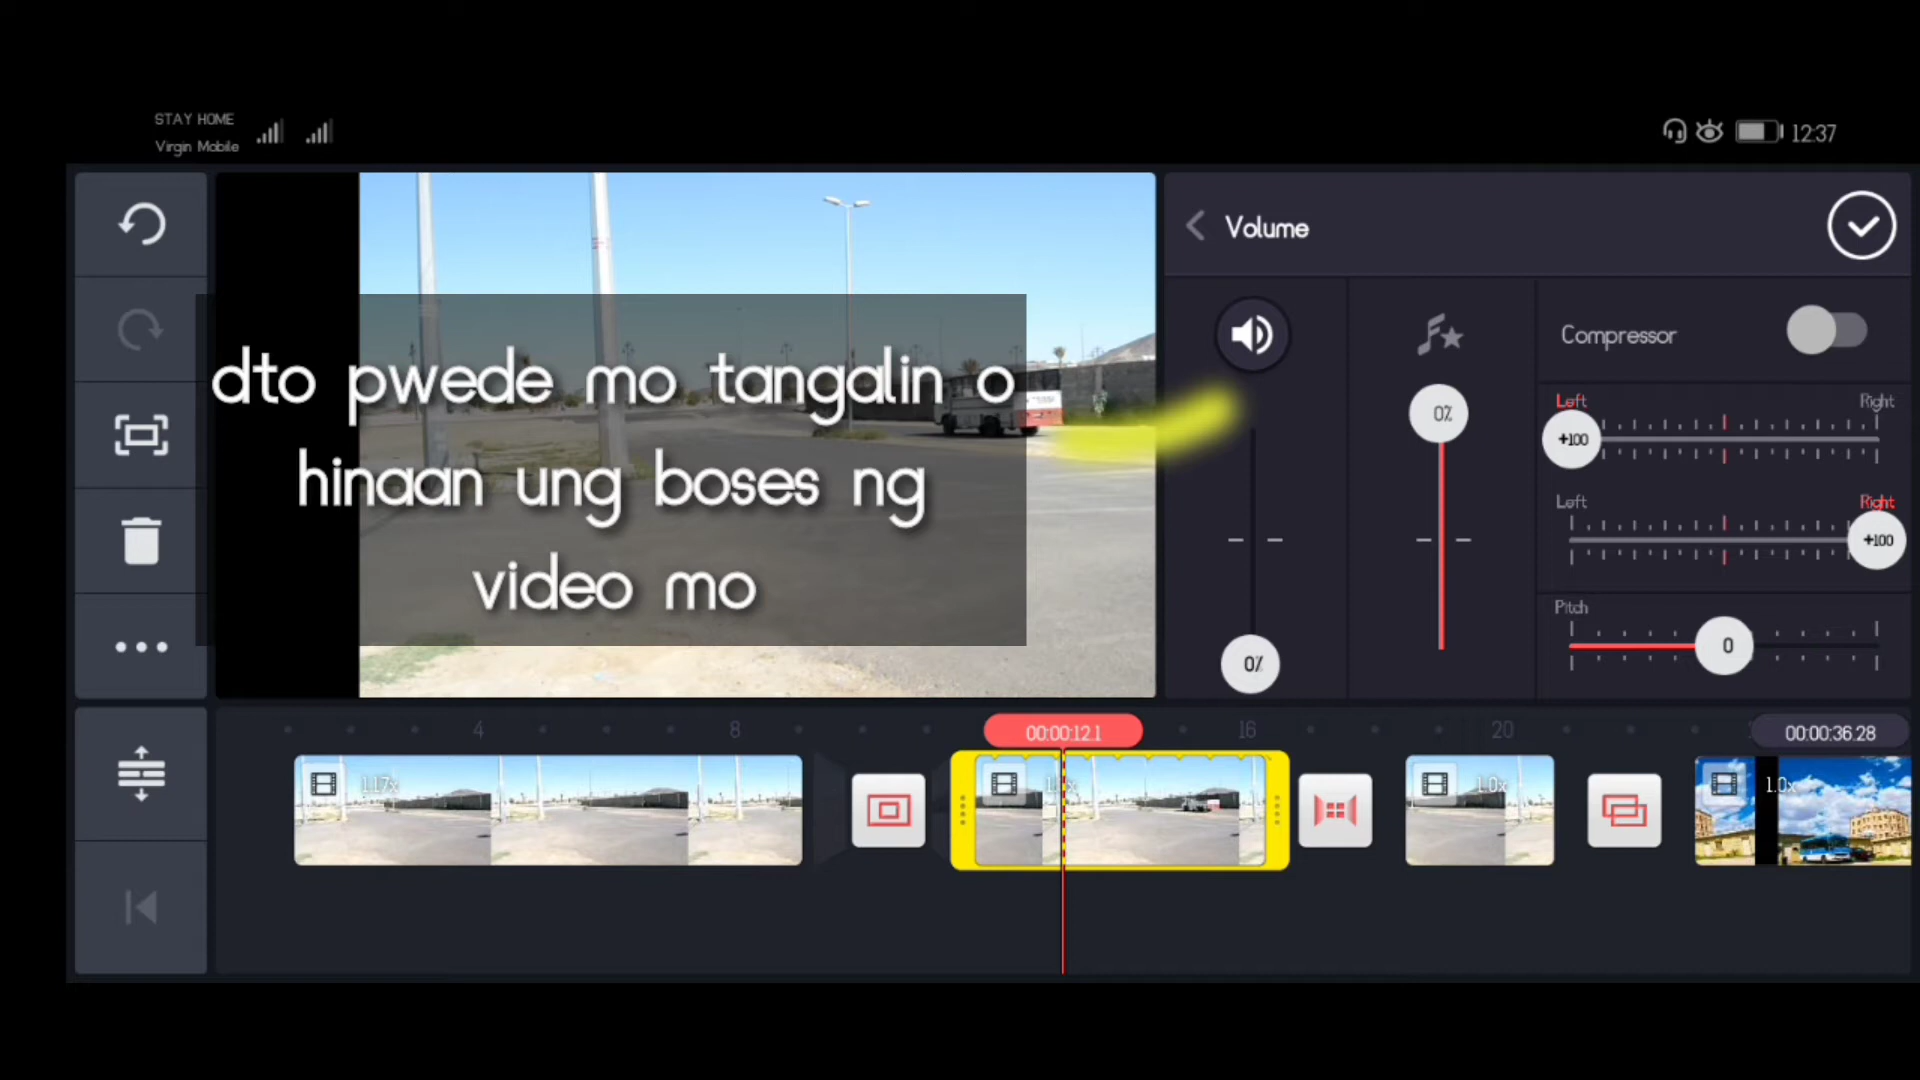 STAY HOME
Virgin Mobile
12:37
Volume
Compressor
Left Right
+100
Left Right
+100
Pitch
0
0%
0%
dto pwede mo tangalin o
hinaan ung boses ng
video mo
4 8 00:00:12.1 16 20 00:00:36.28
1.17x 1.0x 1.0x